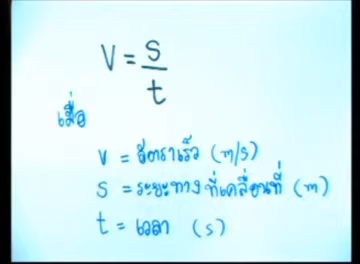 v = s/t
เมื่อ
v = อัตราเร็ว (m/s)
s = ระยะทางที่เคลื่อนที่ (m)
t = เวลา (s)